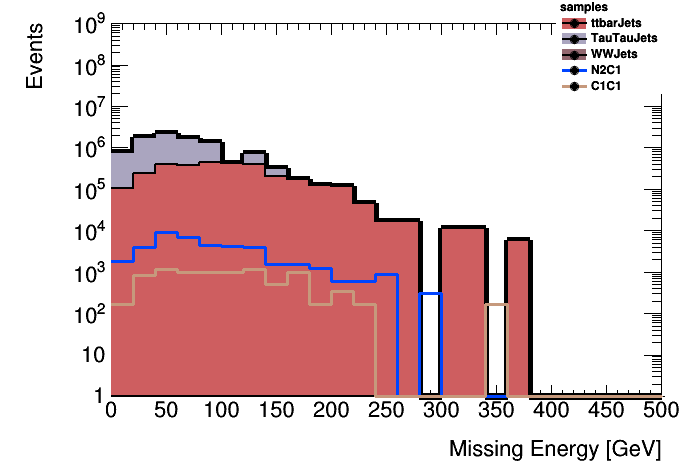 samples
ttbarJets
TauTauJets
WWJets
N2C1
C1C1
Events
10⁹
10⁸
10⁷
10⁶
10⁵
10⁴
10³
10²
10
1
0 50 100 150 200 250 300 350 400 450 500
Missing Energy [GeV]